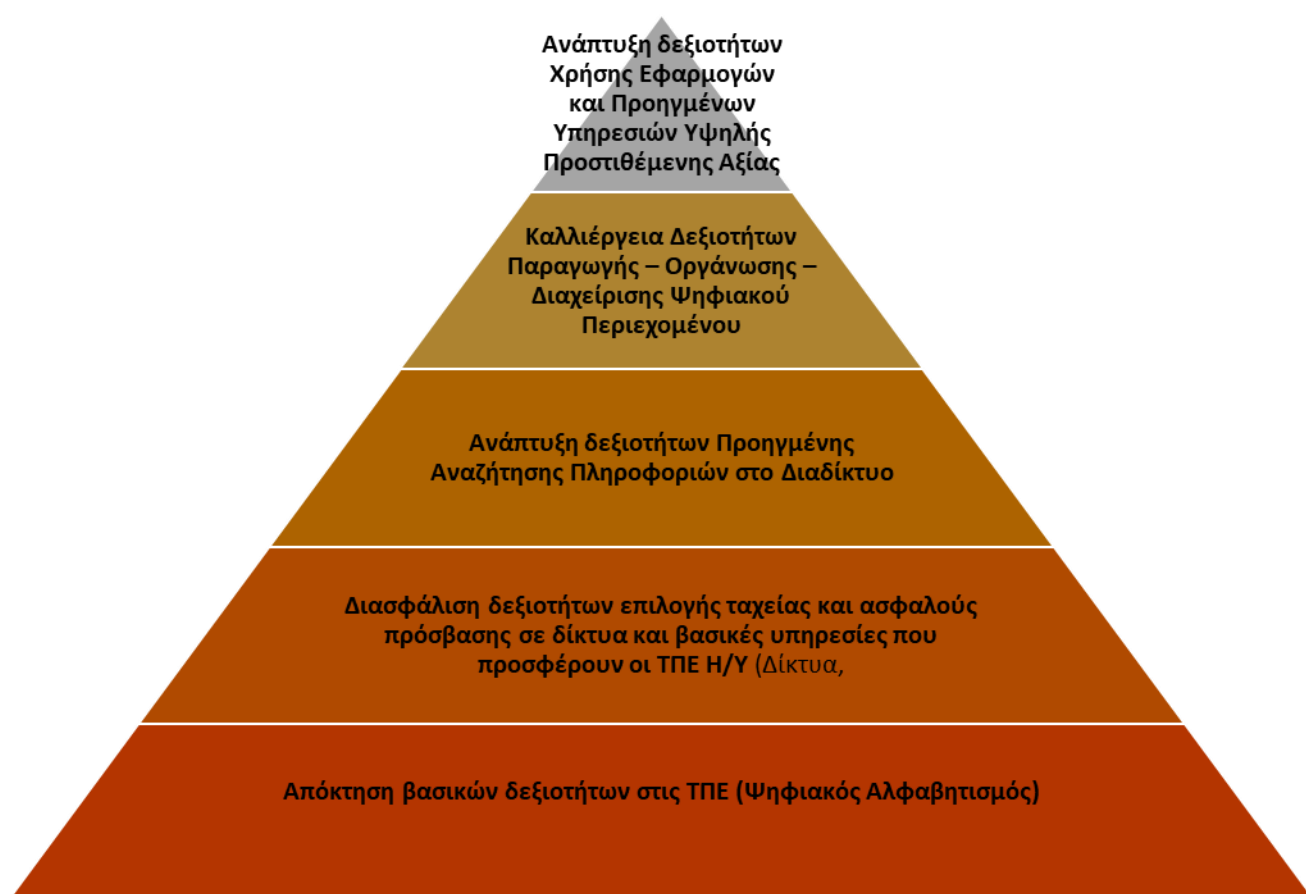 Ανάπτυξη δεξιοτήτων
Χρήσης Εφαρμογών
και Προηγμένων
Υπηρεσιών Υψηλής
Προστιθέμενης Αξίας
Καλλιέργεια Δεξιοτήτων
Παραγωγής – Οργάνωσης –
Διαχείρισης Ψηφιακού
Περιεχομένου
Ανάπτυξη δεξιοτήτων Προηγμένης
Αναζήτησης Πληροφοριών στο Διαδίκτυο
Διασφάλιση δεξιοτήτων επιλογής ταχείας και ασφαλούς
πρόσβασης σε δίκτυα και βασικές υπηρεσίες που
προσφέρουν οι ΤΠΕ Η/Υ (Δίκτυα,
Απόκτηση βασικών δεξιοτήτων στις ΤΠΕ (Ψηφιακός Αλφαβητισμός)